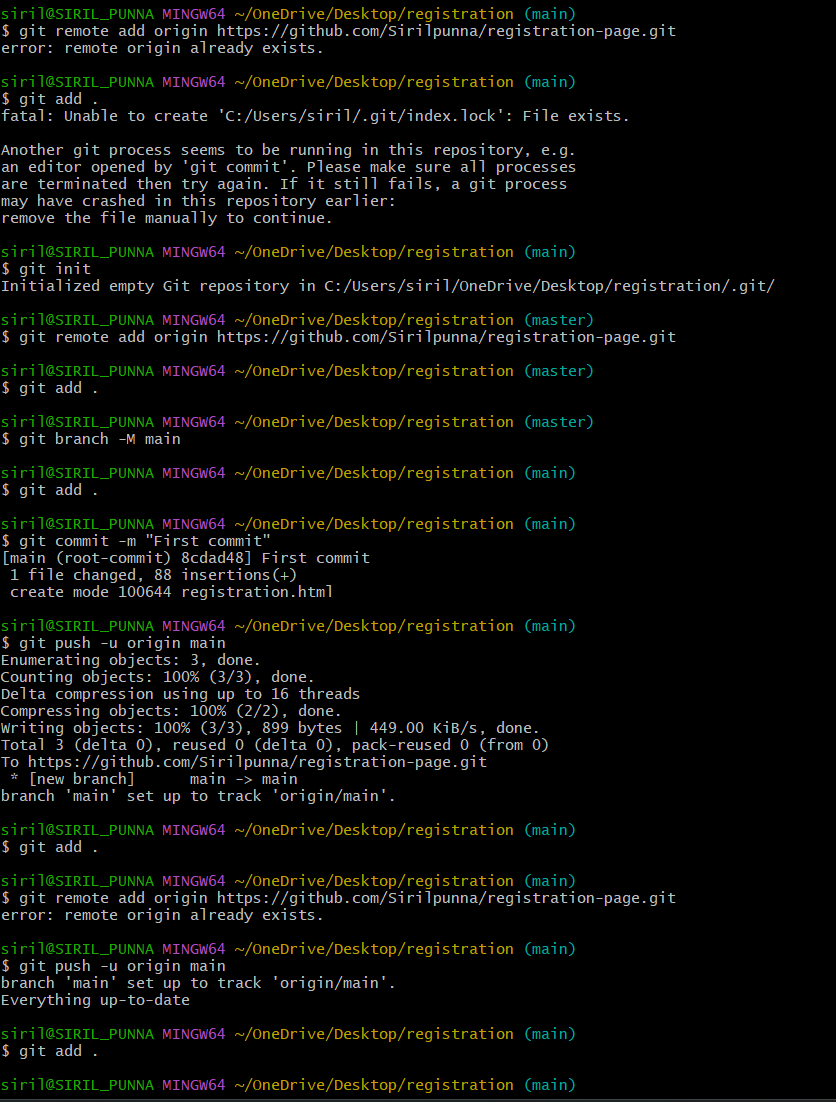 siril@SIRIL_PUNNA MINGW64 ~/OneDrive/Desktop/registration (main)
$ git remote add origin https://github.com/Sirilpunna/registration-page.git
error: remote origin already exists.
siril@SIRIL_PUNNA MINGW64 ~/OneDrive/Desktop/registration (main)
$ git add .
fatal: Unable to create 'C:/Users/siril/.git/index.lock': File exists.
Another git process seems to be running in this repository, e.g.
an editor opened by 'git commit'. Please make sure all processes
are terminated then try again. If it still fails, a git process
may have crashed in this repository earlier:
remove the file manually to continue.
siril@SIRIL_PUNNA MINGW64 ~/OneDrive/Desktop/registration (main)
$ git init
Initialized empty Git repository in C:/Users/siril/OneDrive/Desktop/registration/.git/
siril@SIRIL_PUNNA MINGW64 ~/OneDrive/Desktop/registration (master)
$ git remote add origin https://github.com/Sirilpunna/registration-page.git
siril@SIRIL_PUNNA MINGW64 ~/OneDrive/Desktop/registration (master)
$ git add .
siril@SIRIL_PUNNA MINGW64 ~/OneDrive/Desktop/registration (master)
$ git branch -M main
siril@SIRIL_PUNNA MINGW64 ~/OneDrive/Desktop/registration (main)
$ git add .
siril@SIRIL_PUNNA MINGW64 ~/OneDrive/Desktop/registration (main)
$ git commit -m "First commit"
[main (root-commit) 8cdad48] First commit
1 file changed, 88 insertions(+)
create mode 100644 registration.html
siril@SIRIL_PUNNA MINGW64 ~/OneDrive/Desktop/registration (main)
$ git push -u origin main
Enumerating objects: 3, done.
Counting objects: 100% (3/3), done.
Delta compression using up to 16 threads
Compressing objects: 100% (2/2), done.
Writing objects: 100% (3/3), 899 bytes | 449.00 KiB/s, done.
Total 3 (delta 0), reused 0 (delta 0), pack-reused 0 (from 0)
To https://github.com/Sirilpunna/registration-page.git
* [new branch]      main -> main
branch 'main' set up to track 'origin/main'.
siril@SIRIL_PUNNA MINGW64 ~/OneDrive/Desktop/registration (main)
$ git add .
siril@SIRIL_PUNNA MINGW64 ~/OneDrive/Desktop/registration (main)
$ git remote add origin https://github.com/Sirilpunna/registration-page.git
error: remote origin already exists.
siril@SIRIL_PUNNA MINGW64 ~/OneDrive/Desktop/registration (main)
$ git push -u origin main
branch 'main' set up to track 'origin/main'.
Everything up-to-date
siril@SIRIL_PUNNA MINGW64 ~/OneDrive/Desktop/registration (main)
$ git add .
siril@SIRIL_PUNNA MINGW64 ~/OneDrive/Desktop/registration (main)